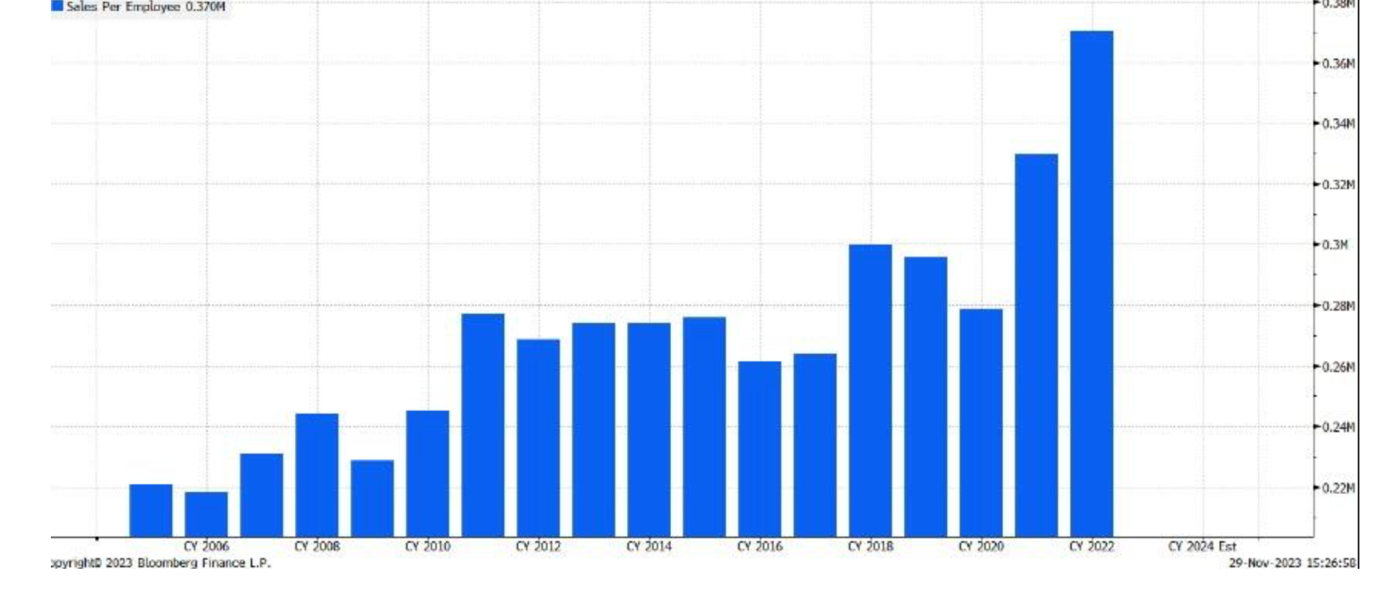 Sales Per Employee 0.370M
0.38M
0.36M
0.34M
0.32M
0.3M
0.28M
0.26M
0.24M
0.22M
CY 2006 CY 2008 CY 2010 CY 2012 CY 2014 CY 2016 CY 2018 CY 2020 CY 2022 CY 2024 Est
opyright© 2023 Bloomberg Finance L.P. 29-Nov-2023 15:26:58